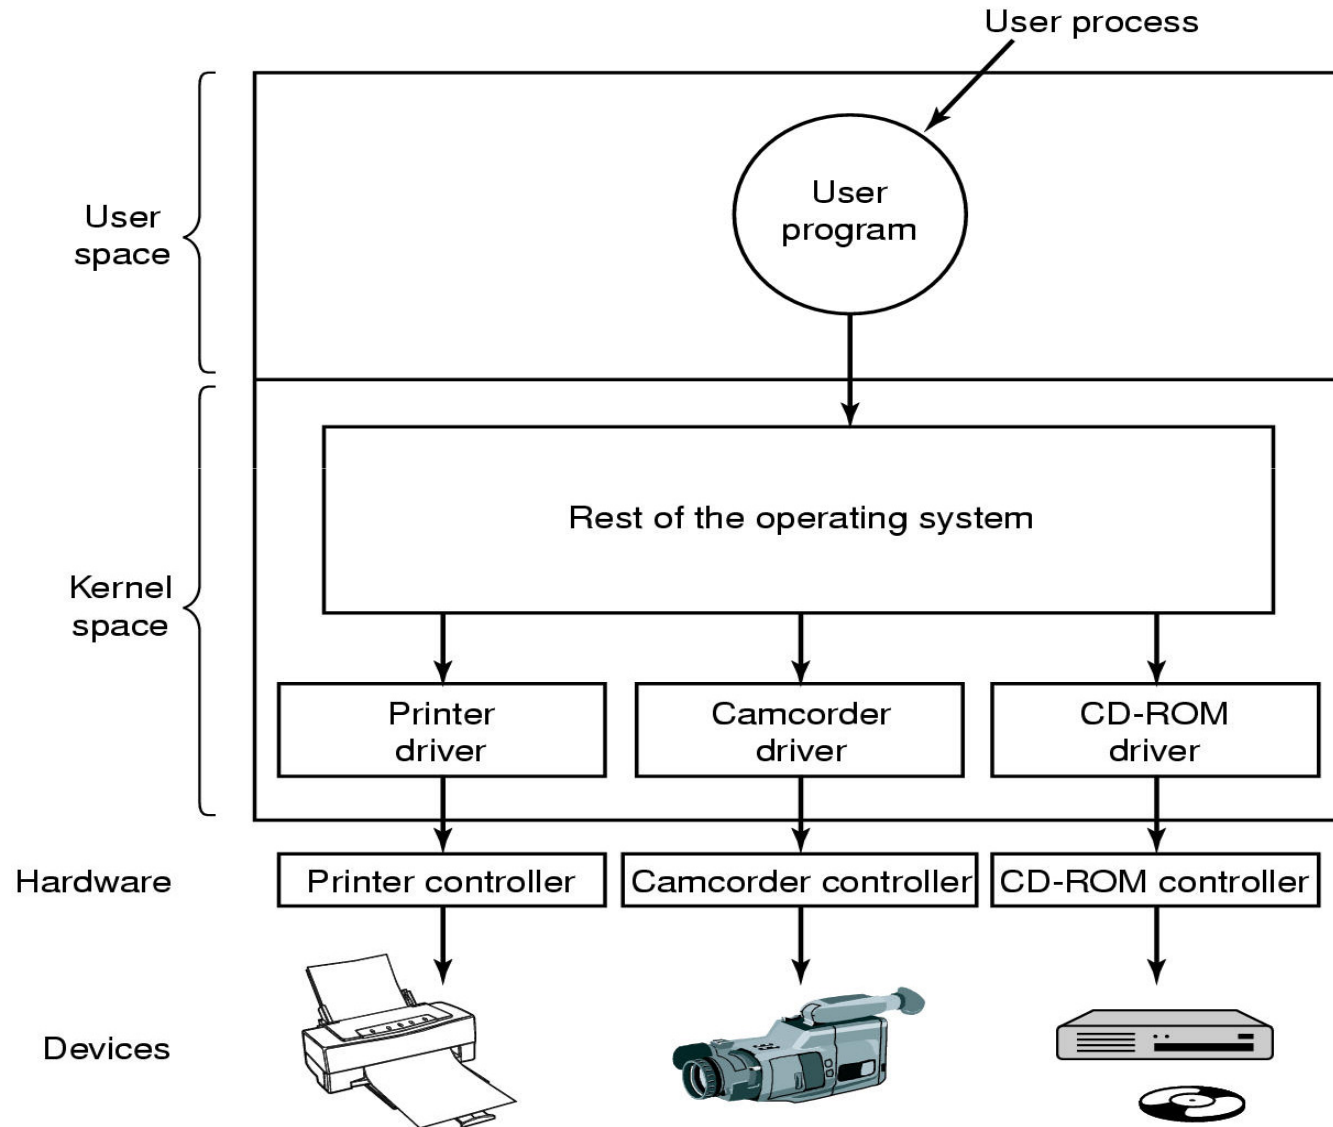 User process
User
program
User
space
Rest of the operating system
Kernel
space
Printer
driver
Camcorder
driver
CD-ROM
driver
Hardware
Printer controller
Camcorder controller
CD-ROM controller
Devices